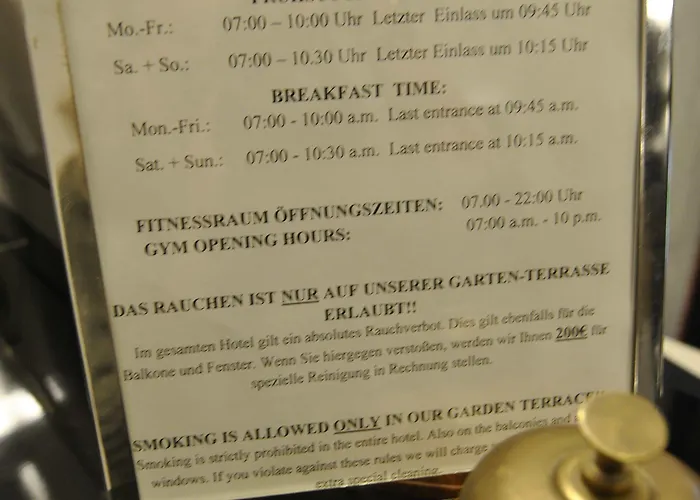 Mo.-Fr.: 07:00 – 10:00 Uhr Letzter Einlass um 09:45 Uhr
Sa. + So.: 07:00 – 10.30 Uhr Letzter Einlass um 10:15 Uhr
BREAKFAST TIME:
Mon.-Fri.: 07:00 - 10:00 a.m. Last entrance at 09:45 a.m.
Sat. + Sun.: 07:00 - 10:30 a.m. Last entrance at 10:15 a.m.
FITNESSRAUM ÖFFNUNGSZEITEN: 07.00 - 22:00 Uhr
GYM OPENING HOURS: 07:00 a.m. - 10 p.m.
DAS RAUCHEN IST NUR AUF UNSERER GARTEN-TERRASSE
ERLAUBT!!
Im gesamten Hotel gilt ein absolutes Rauchverbot. Dies gilt ebenfalls für die
Balkone und Fenster. Wenn Sie hiergegen verstoßen, werden wir Ihnen 200€ für
spezielle Reinigung in Rechnung stellen.
SMOKING IS ALLOWED ONLY IN OUR GARDEN TERRACE!!
Smoking is strictly prohibited in the entire hotel. Also on the balconies and
windows. If you violate against these rules we will charge
extra special cleaning.